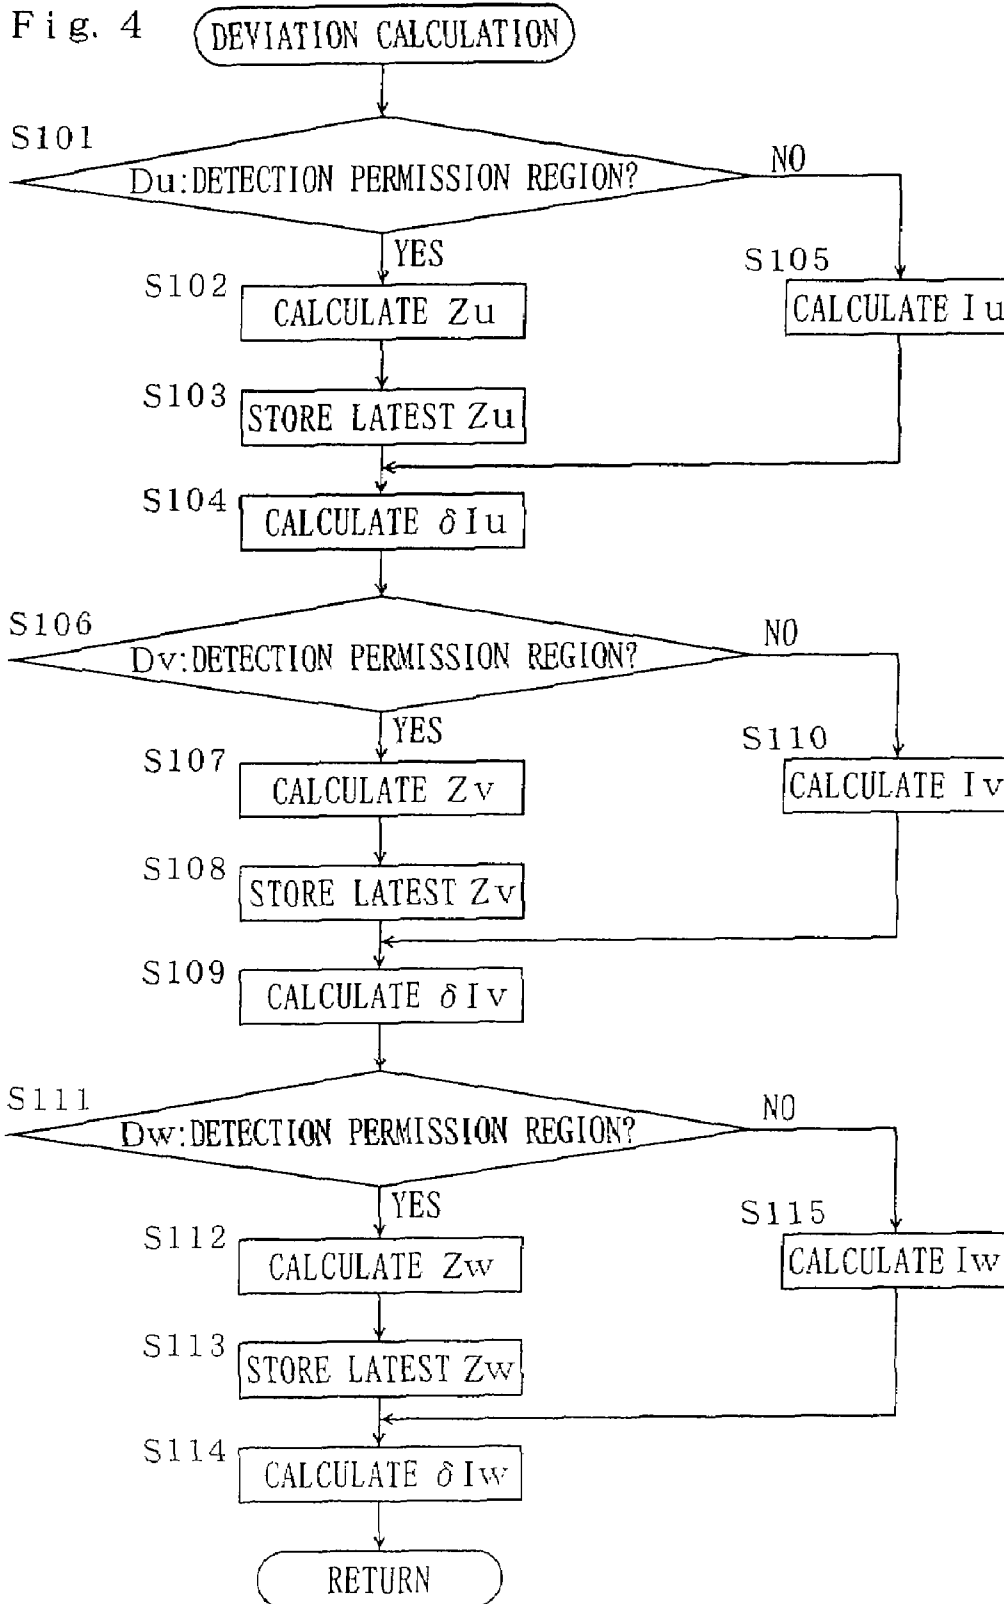 Fig. 4
DEVIATION CALCULATION
S101
Du:DETECTION PERMISSION REGION?
NO
YES
S102
CALCULATE Zu
S105
CALCULATE Iu
S103
STORE LATEST Zu
S104
CALCULATE δIu
S106
Dv:DETECTION PERMISSION REGION?
NO
YES
S107
CALCULATE Zv
S110
CALCULATE Iv
S108
STORE LATEST Zv
S109
CALCULATE δIv
S111
Dw:DETECTION PERMISSION REGION?
NO
YES
S112
CALCULATE Zw
S115
CALCULATE Iw
S113
STORE LATEST Zw
S114
CALCULATE δIw
RETURN